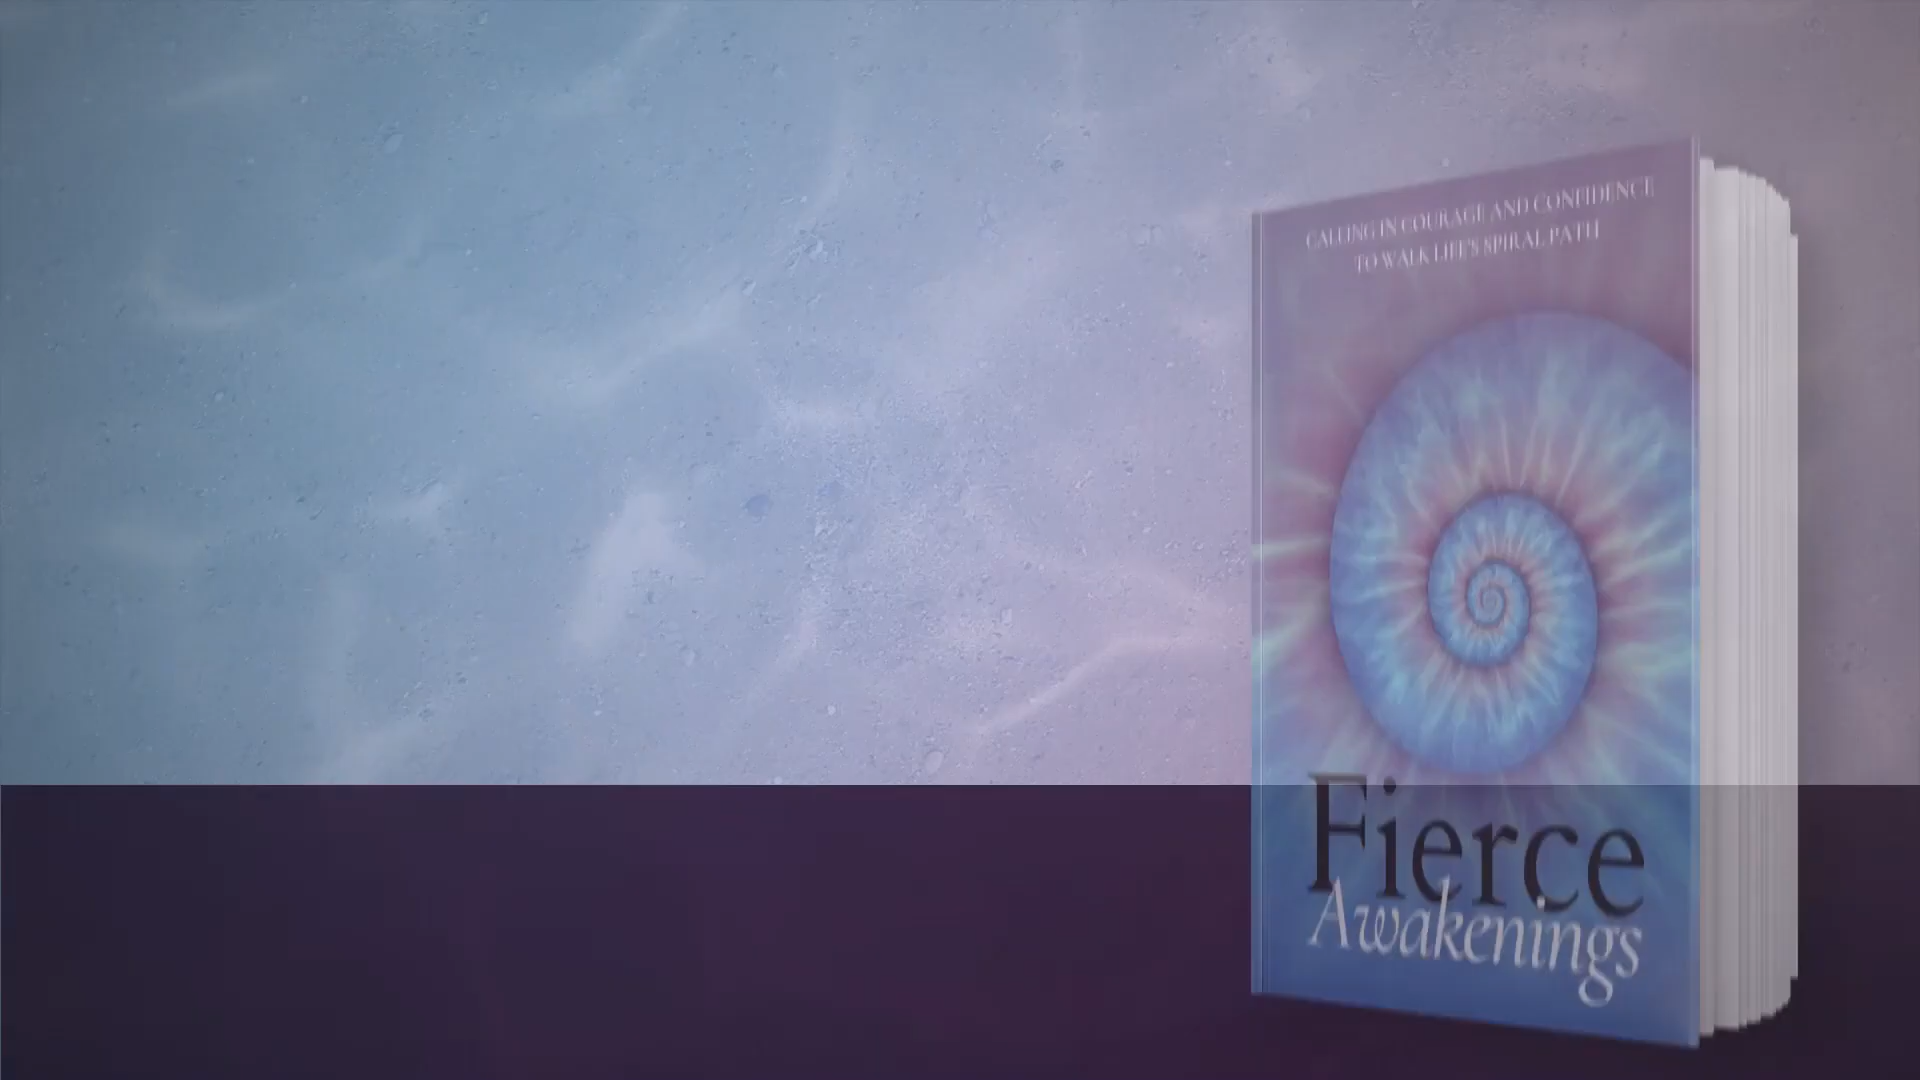 CALLING IN COURAGE AND CONFIDENCE
TO WALK LIFE'S SPIRAL PATH
Fierce
Awakenings